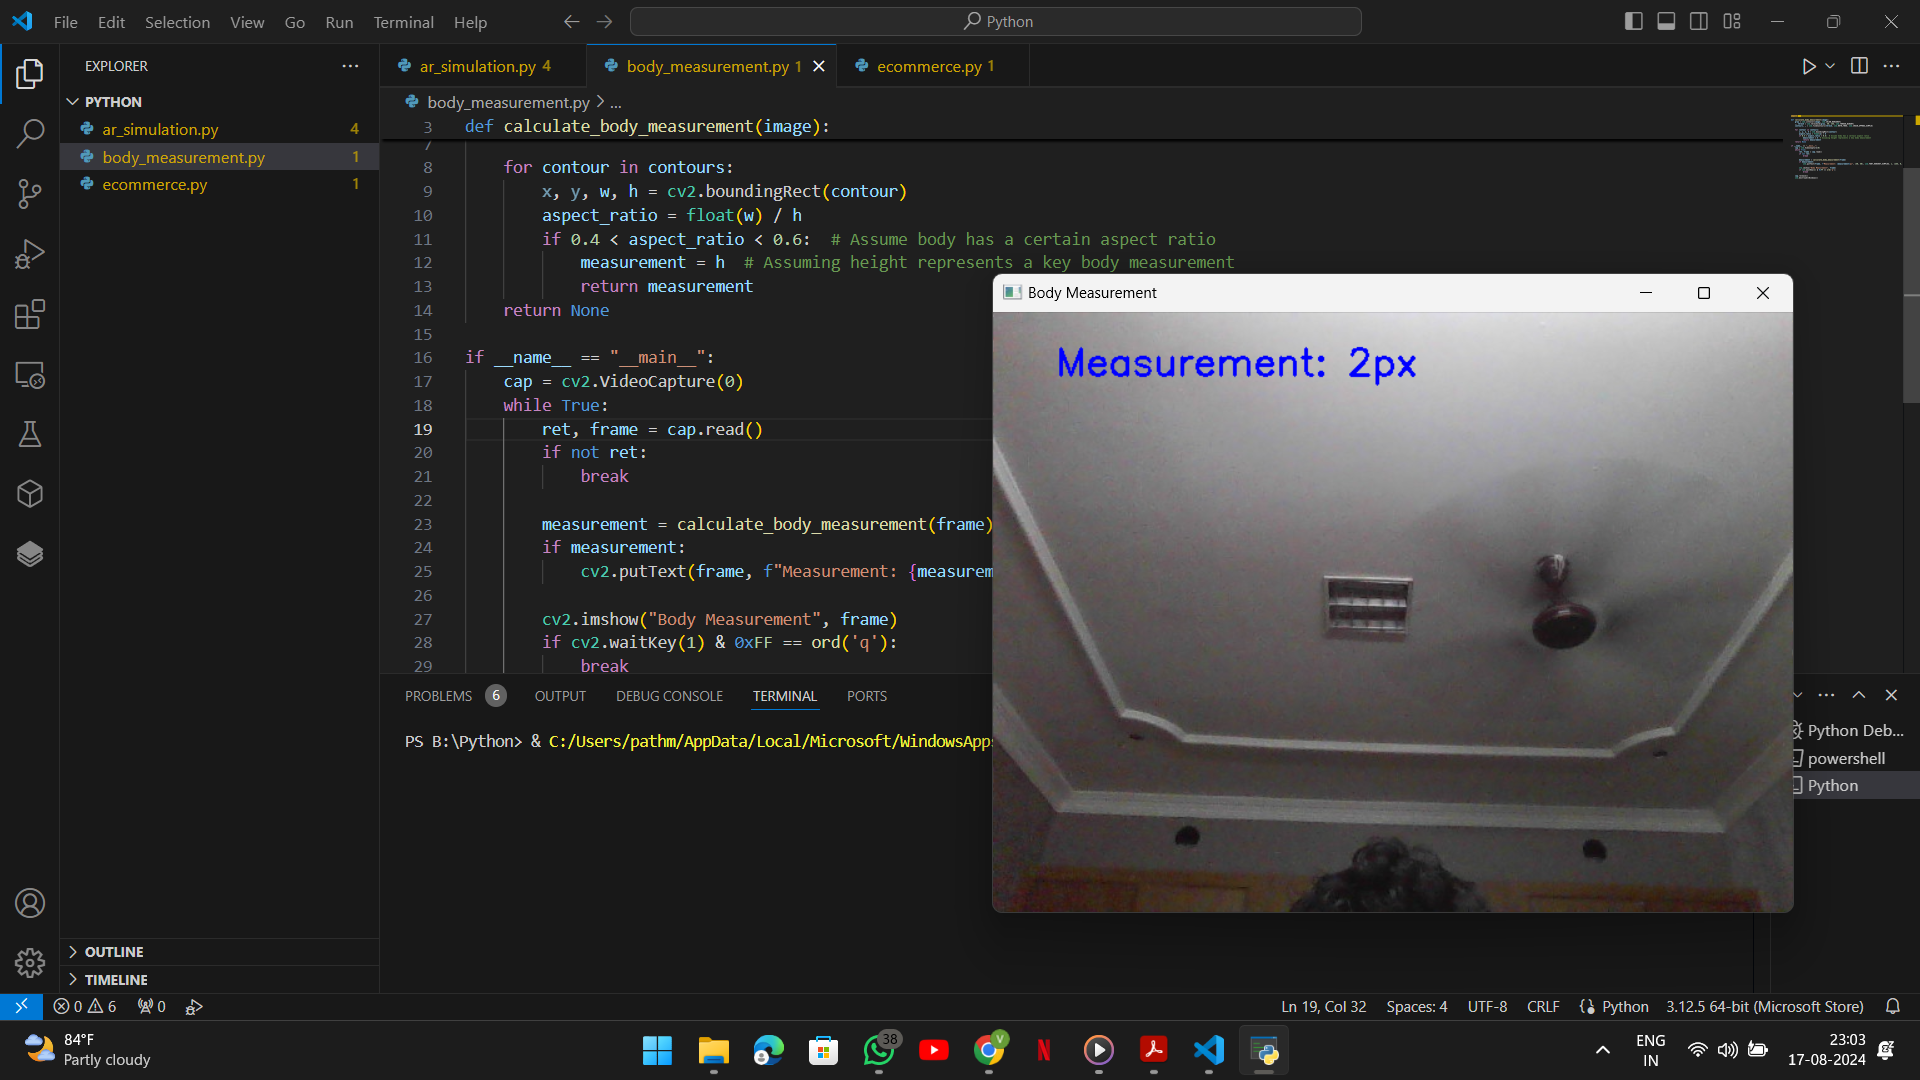 File Edit Selection View Go Run Terminal Help
Python
EXPLORER
PYTHON
ar_simulation.py 4
body_measurement.py 1
ecommerce.py 1
OUTLINE
TIMELINE
ar_simulation.py 4 body_measurement.py 1 ecommerce.py 1
body_measurement.py > ...
3 def calculate_body_measurement(image):
7
8 for contour in contours:
9 x, y, w, h = cv2.boundingRect(contour)
10 aspect_ratio = float(w) / h
11 if 0.4 < aspect_ratio < 0.6:  # Assume body has a certain aspect ratio
12 measurement = h  # Assuming height represents a key body measurement
13 return measurement
14 return None
15
16 if __name__ == "__main__":
17 cap = cv2.VideoCapture(0)
18 while True:
19 ret, frame = cap.read()
20 if not ret:
21 break
22
23 measurement = calculate_body_measurement(frame)
24 if measurement:
25 cv2.putText(frame, f"Measurement: {measurem
26
27 cv2.imshow("Body Measurement", frame)
28 if cv2.waitKey(1) & 0xFF == ord('q'):
29 break
Body Measurement
Measurement: 2px
PROBLEMS 6 OUTPUT DEBUG CONSOLE TERMINAL PORTS
PS B:\Python> & C:/Users/pathm/AppData/Local/Microsoft/WindowsApps
Python Deb...
powershell
Python
0 6 0
Ln 19, Col 32 Spaces: 4 UTF-8 CRLF Python 3.12.5 64-bit (Microsoft Store)
84°F
Partly cloudy
38
V
N
ENG
IN
23:03
17-08-2024